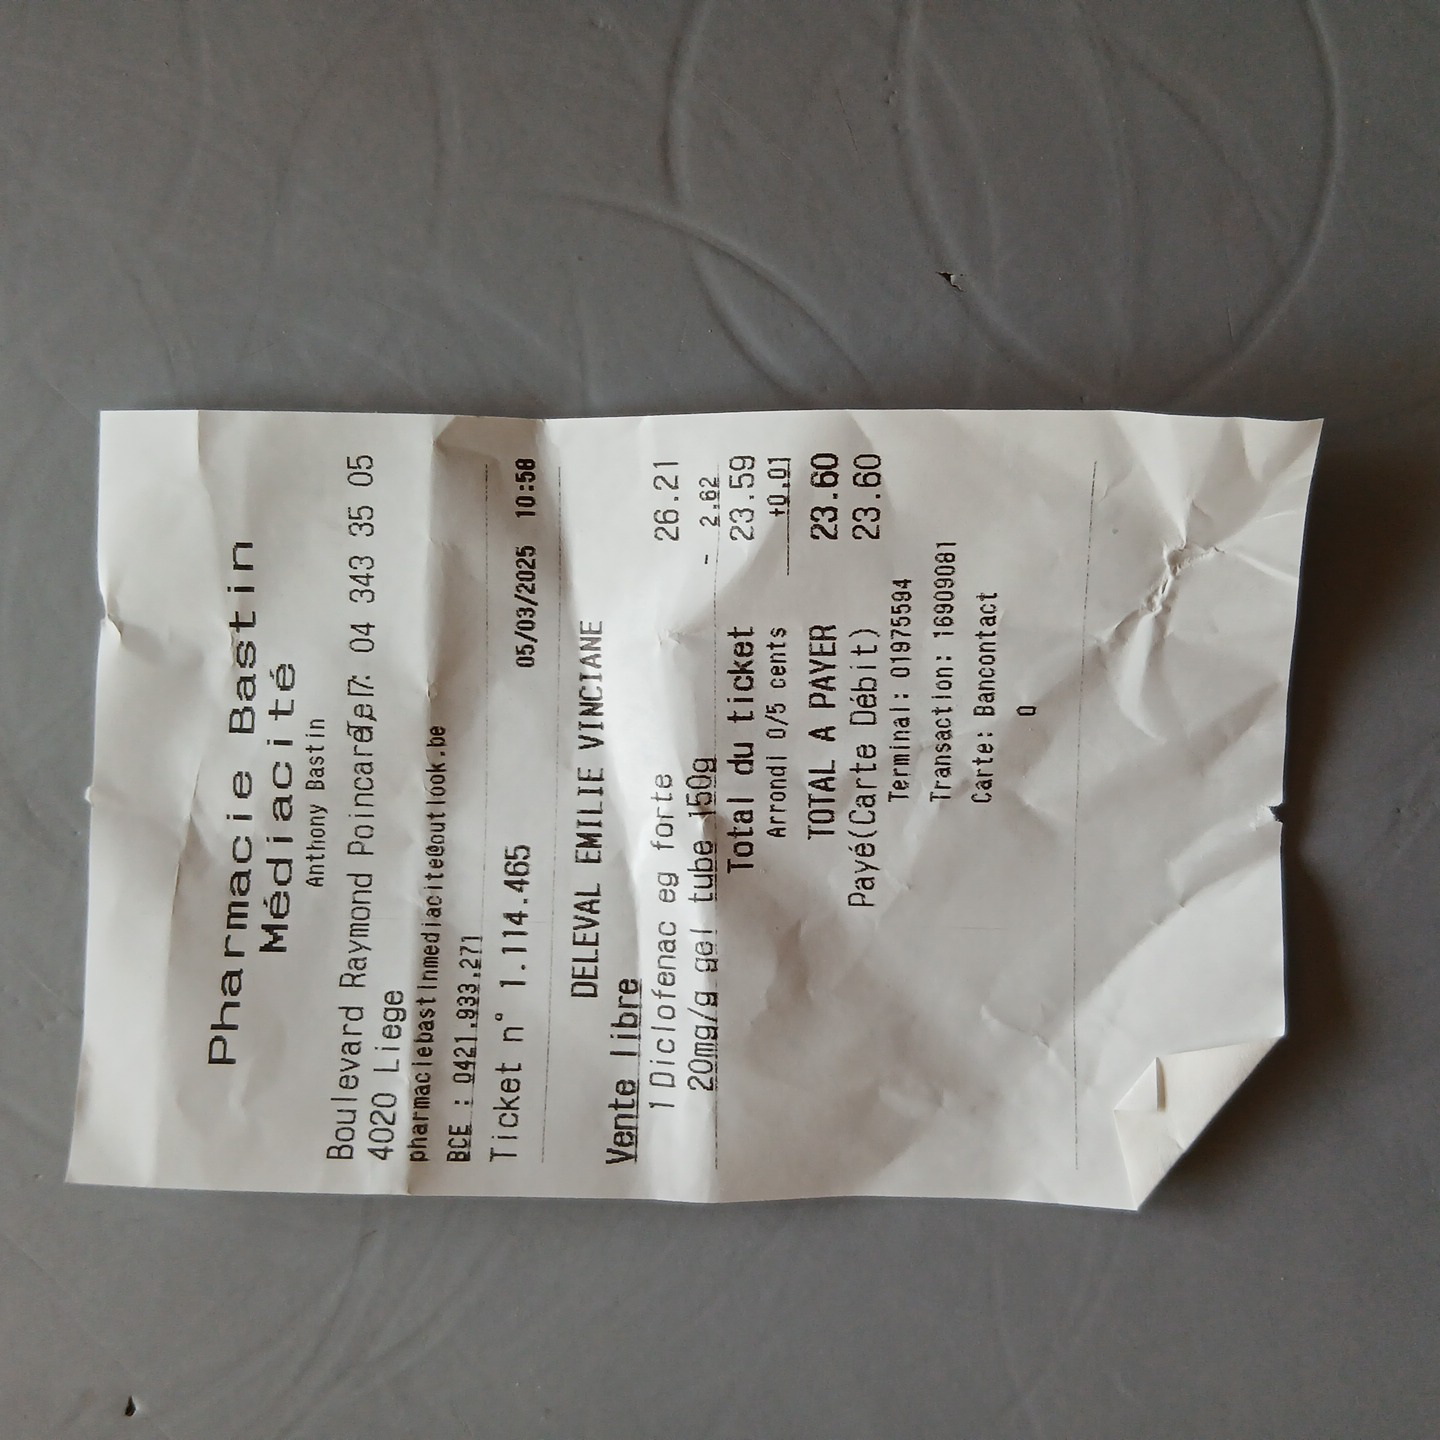 Pharmacie Bastin
Médiacité
Anthony Bastin
Boulevard Raymond Poincaré, 7 Tel: 04 343 35 05
4020 Liege
pharmaciebastinmediacite@outlook.be
BCE : 0421.933.271
Ticket n° 1.114.465 05/03/2025 10:58
DELEVAL EMILIE VINCIANE
Vente libre
1 Diclofenac eg forte 26.21
20mg/g gel tube 150g - 2.62
Total du ticket 23.59
Arrondi 0/5 cents +0.01
TOTAL A PAYER 23.60
Payé(Carte Débit) 23.60
Terminal: 01975594
Transaction: 16909081
Carte: Bancontact
0